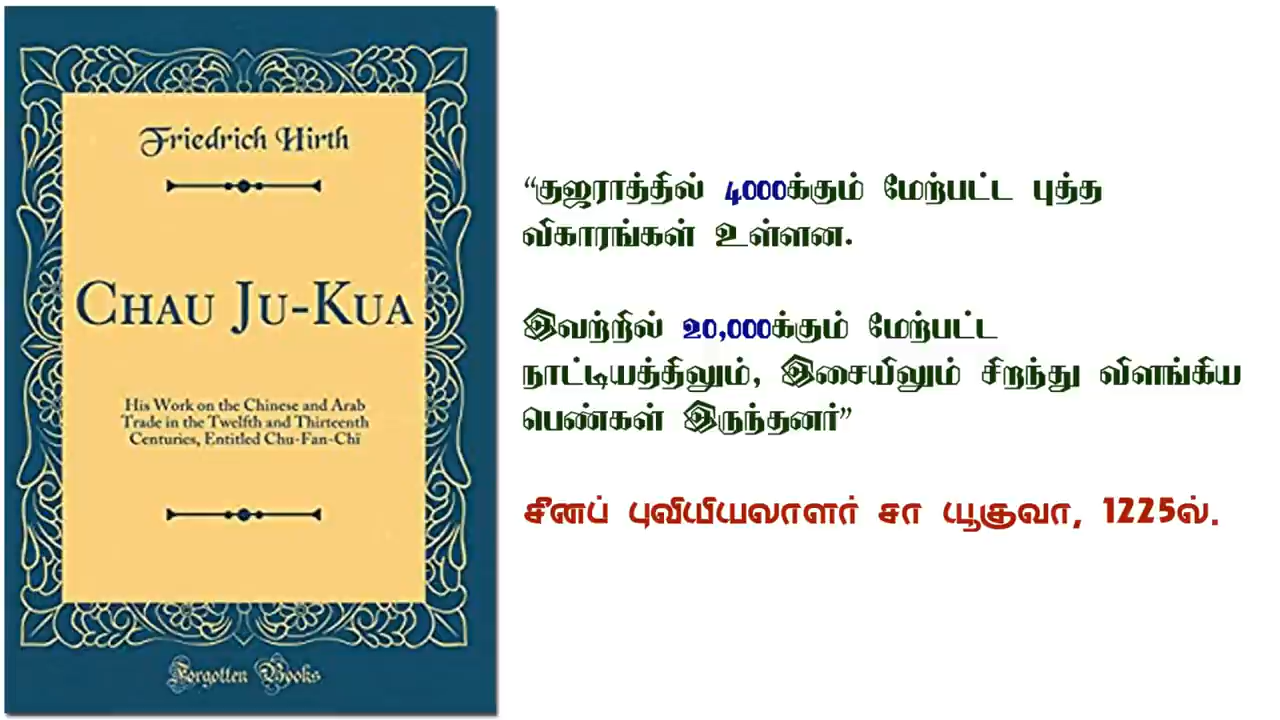 Friedrich Hirth
CHAU JU-KUA
His Work on the Chinese and Arab
Trade in the Twelfth and Thirteenth
Centuries, Entitled Chu-Fan-Chï
Forgotten Books
“குஜராத்தில் 4000க்கும் மேற்பட்ட புத்த
விகாரங்கள் உள்ளன.
இவற்றில் 20,000க்கும் மேற்பட்ட
நாட்டியத்திலும், இசையிலும் சிறந்து விளங்கிய
பெண்கள் இருந்தனர்”
சீனப் புவியியலாளர் சா யூகுவா, 1225ல்.